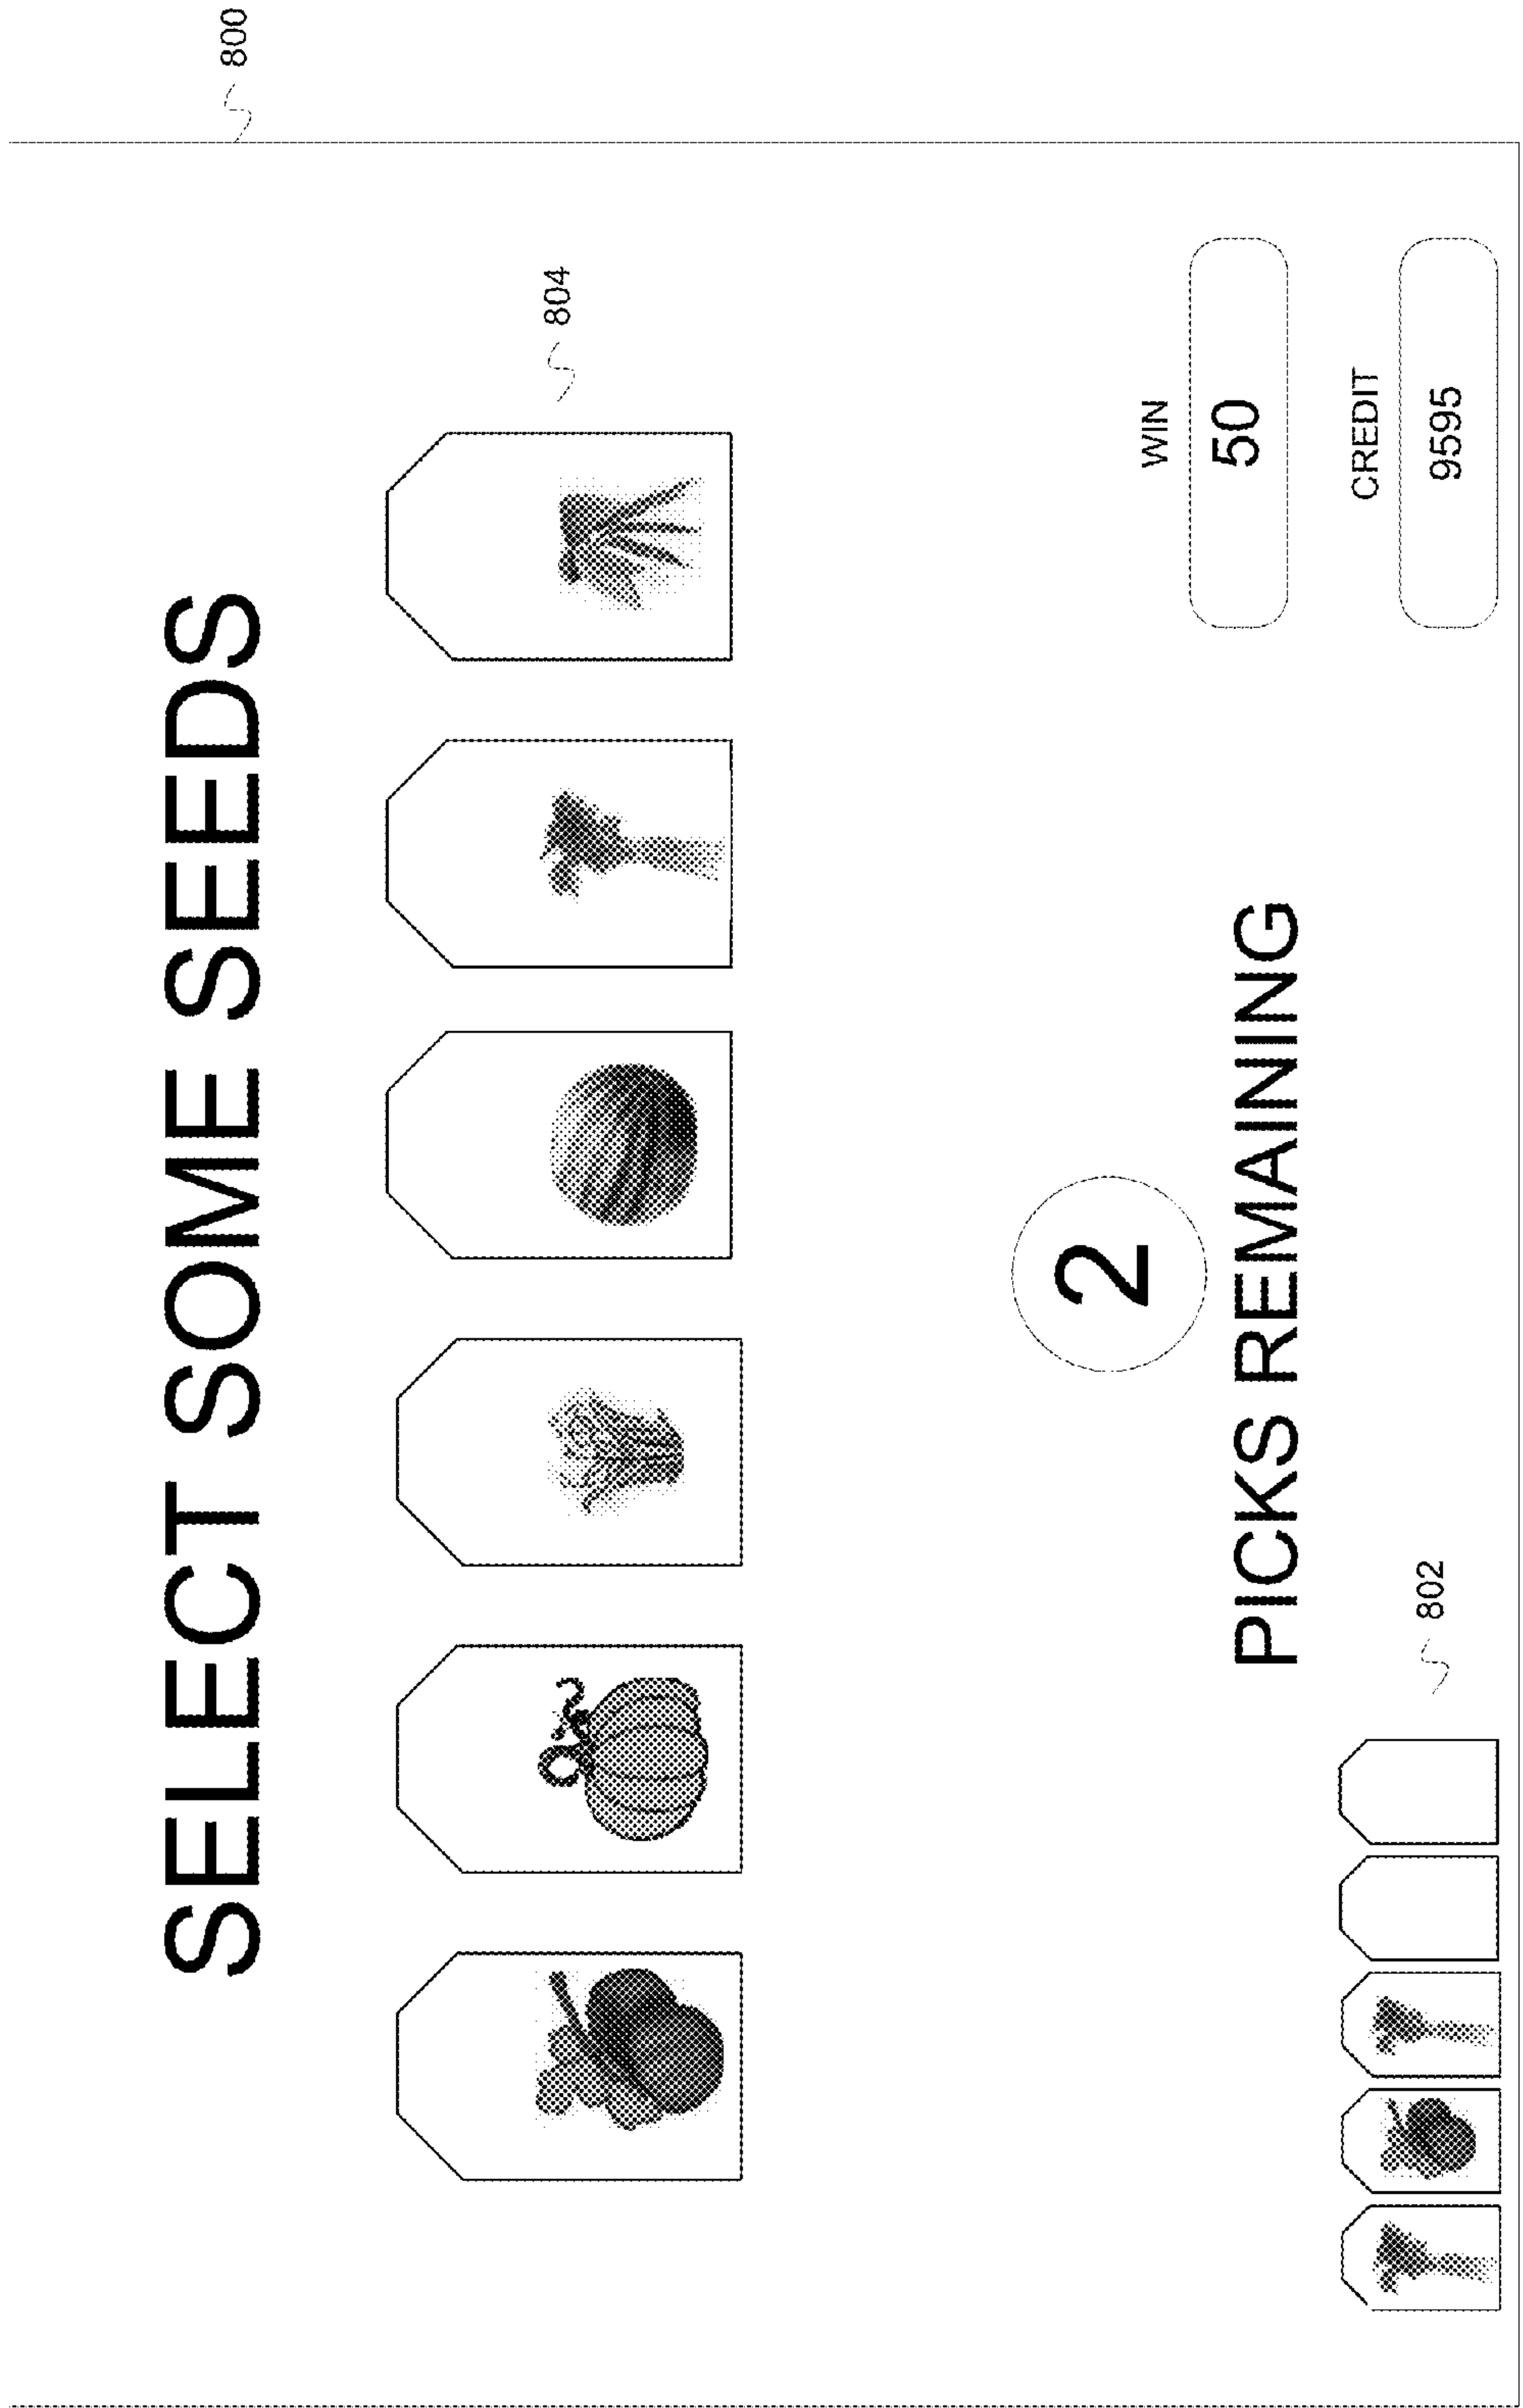 800
SELECT SOME SEEDS
804
2
PICKS REMAINING
WIN
50
CREDIT
9595
802